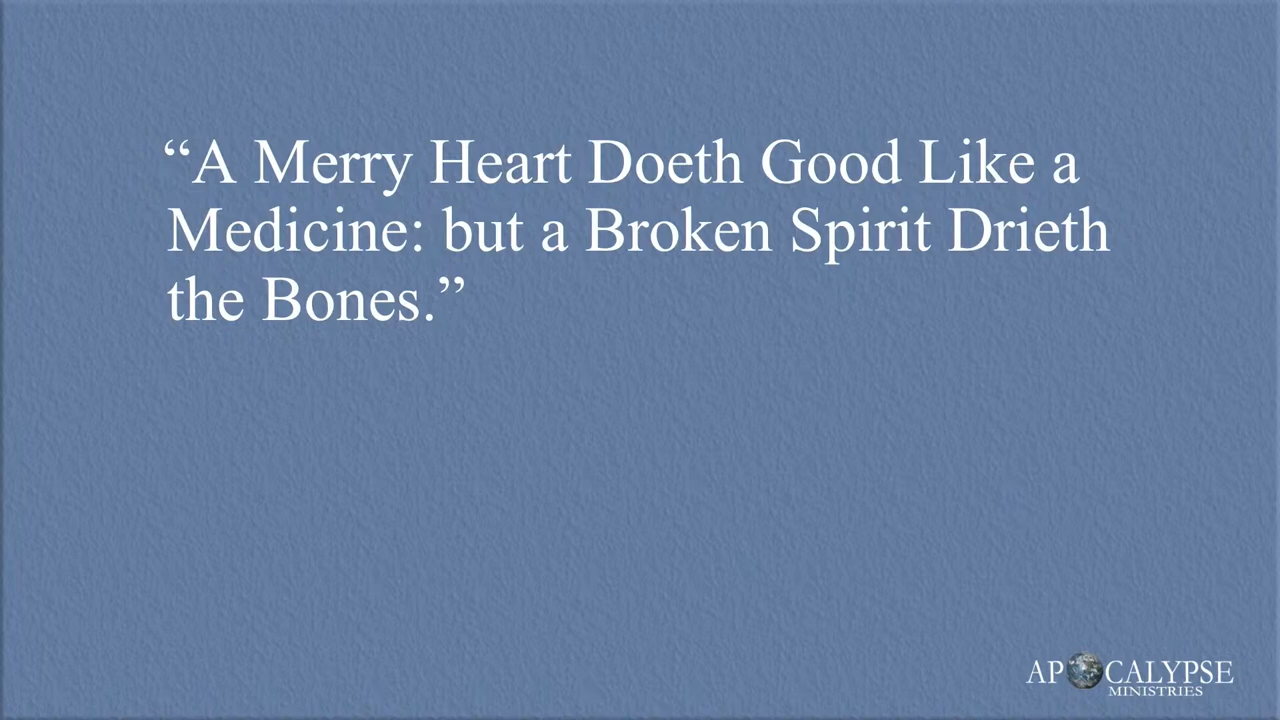 “A Merry Heart Doeth Good Like a
Medicine: but a Broken Spirit Drieth
the Bones.”
APOCALYPSE
MINISTRIES